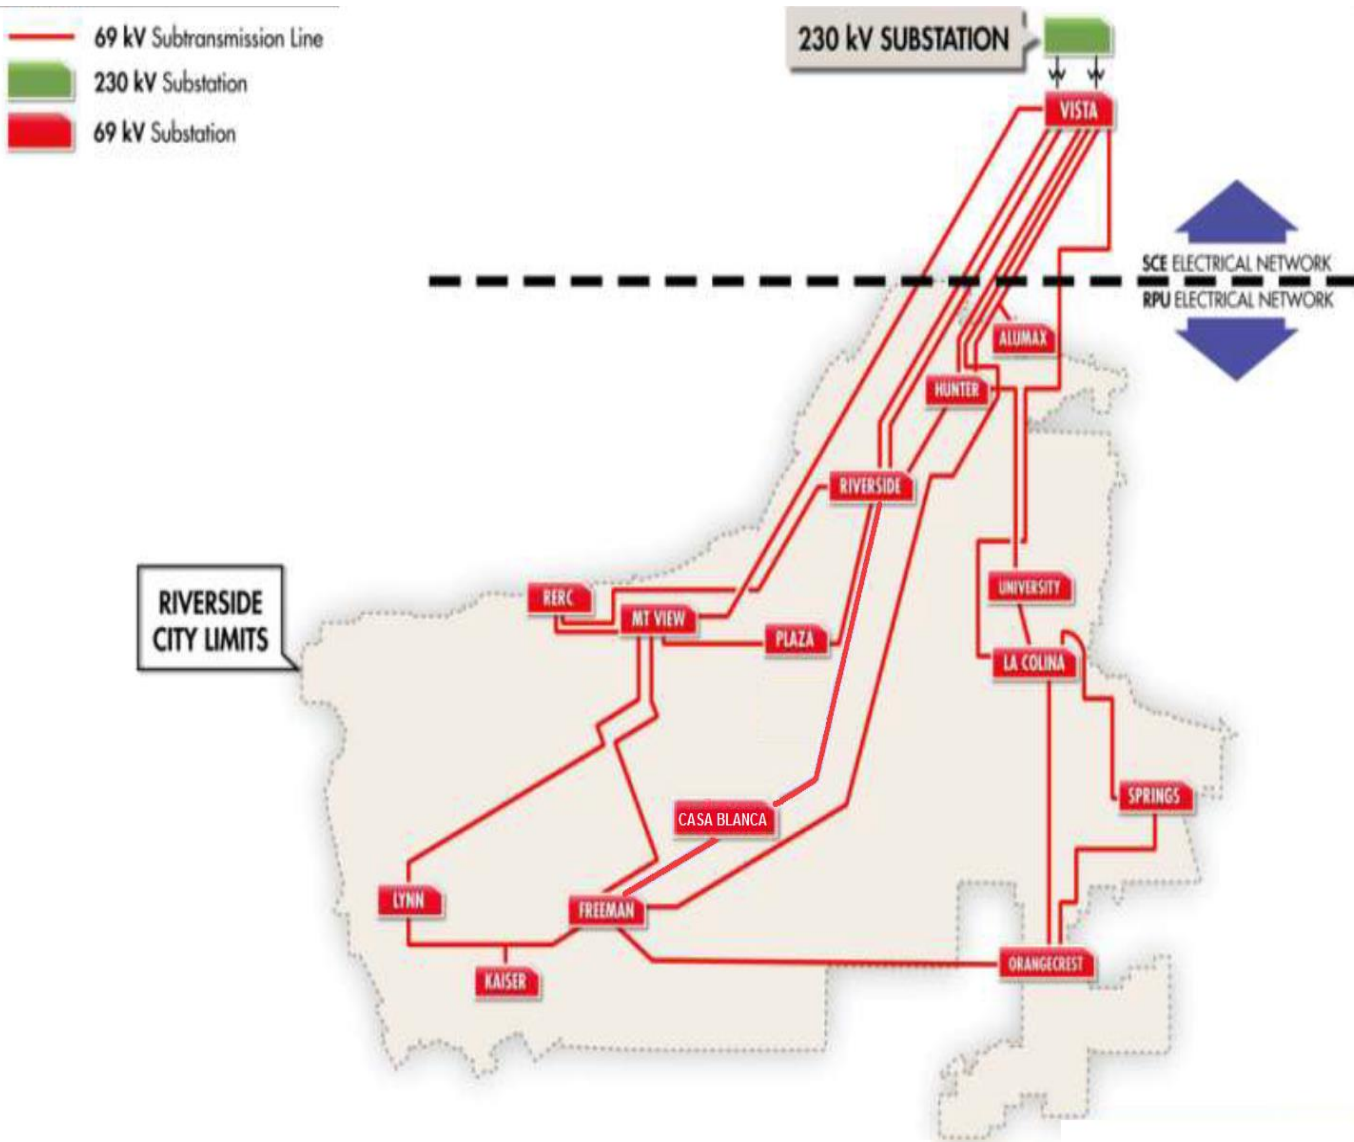 69 kV Subtransmission Line
230 kV Substation
69 kV Substation
230 kV SUBSTATION
VISTA
SCE ELECTRICAL NETWORK
RPU ELECTRICAL NETWORK
ALUMAX
HUNTER
RIVERSIDE
RERC
MT VIEW
PLAZA
UNIVERSITY
LA COLINA
RIVERSIDE
CITY LIMITS
SPRINGS
CASA BLANCA
LYNN
FREEMAN
ORANGECREST
KAISER